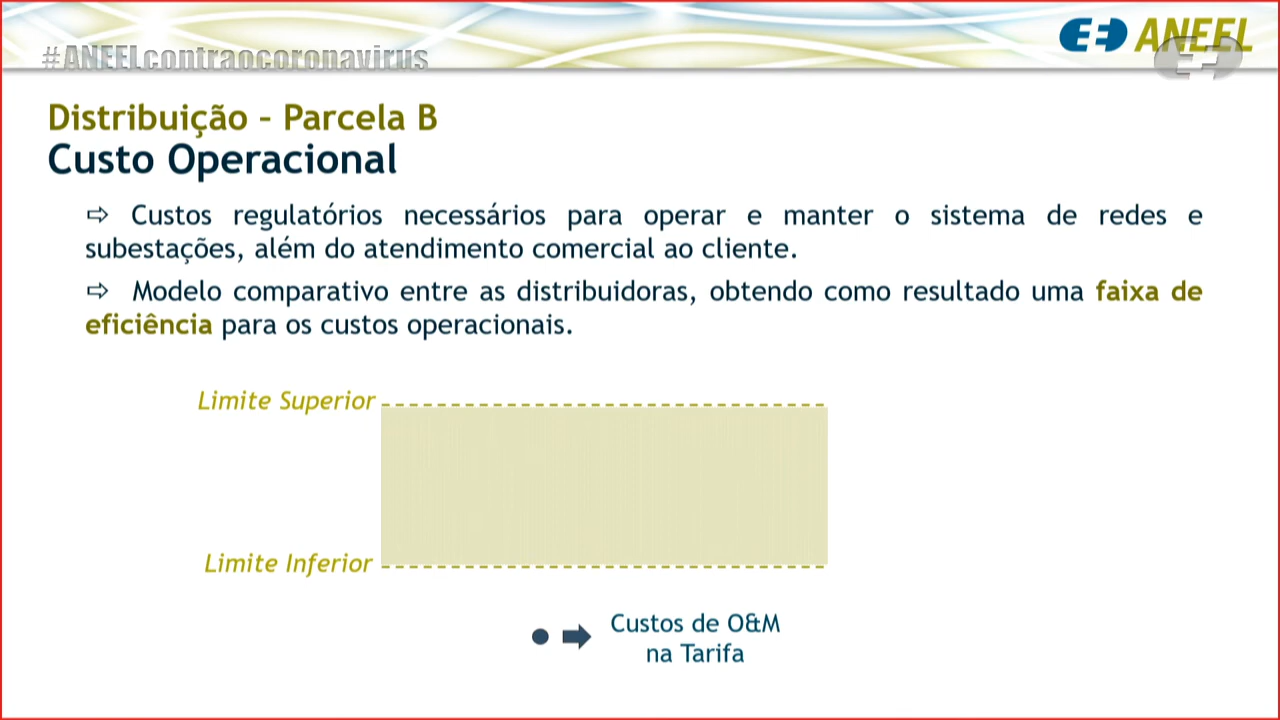 #ANEELcontraocoronavirus
ANEEL
Distribuição – Parcela B
Custo Operacional
⇨ Custos regulatórios necessários para operar e manter o sistema de redes e
subestações, além do atendimento comercial ao cliente.
⇨ Modelo comparativo entre as distribuidoras, obtendo como resultado uma faixa de
eficiência para os custos operacionais.
Limite Superior
Limite Inferior
Custos de O&M
na Tarifa